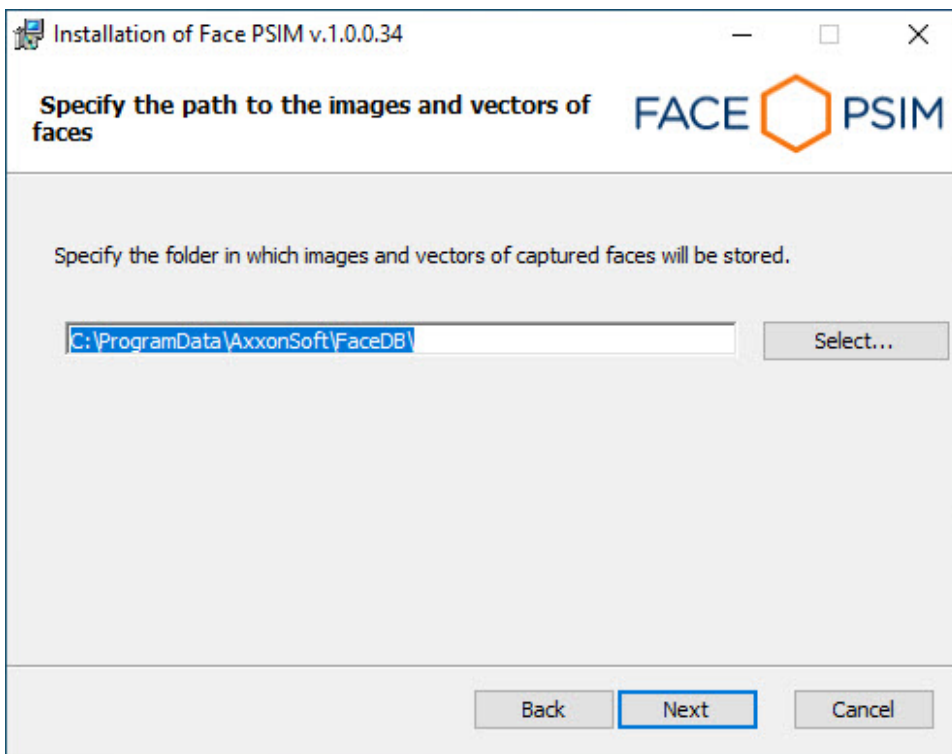 Installation of Face PSIM v.1.0.0.34
Specify the path to the images and vectors of
faces
FACE PSIM
Specify the folder in which images and vectors of captured faces will be stored.
C:\ProgramData\AxxonSoft\FaceDB\
Select...
Back
Next
Cancel